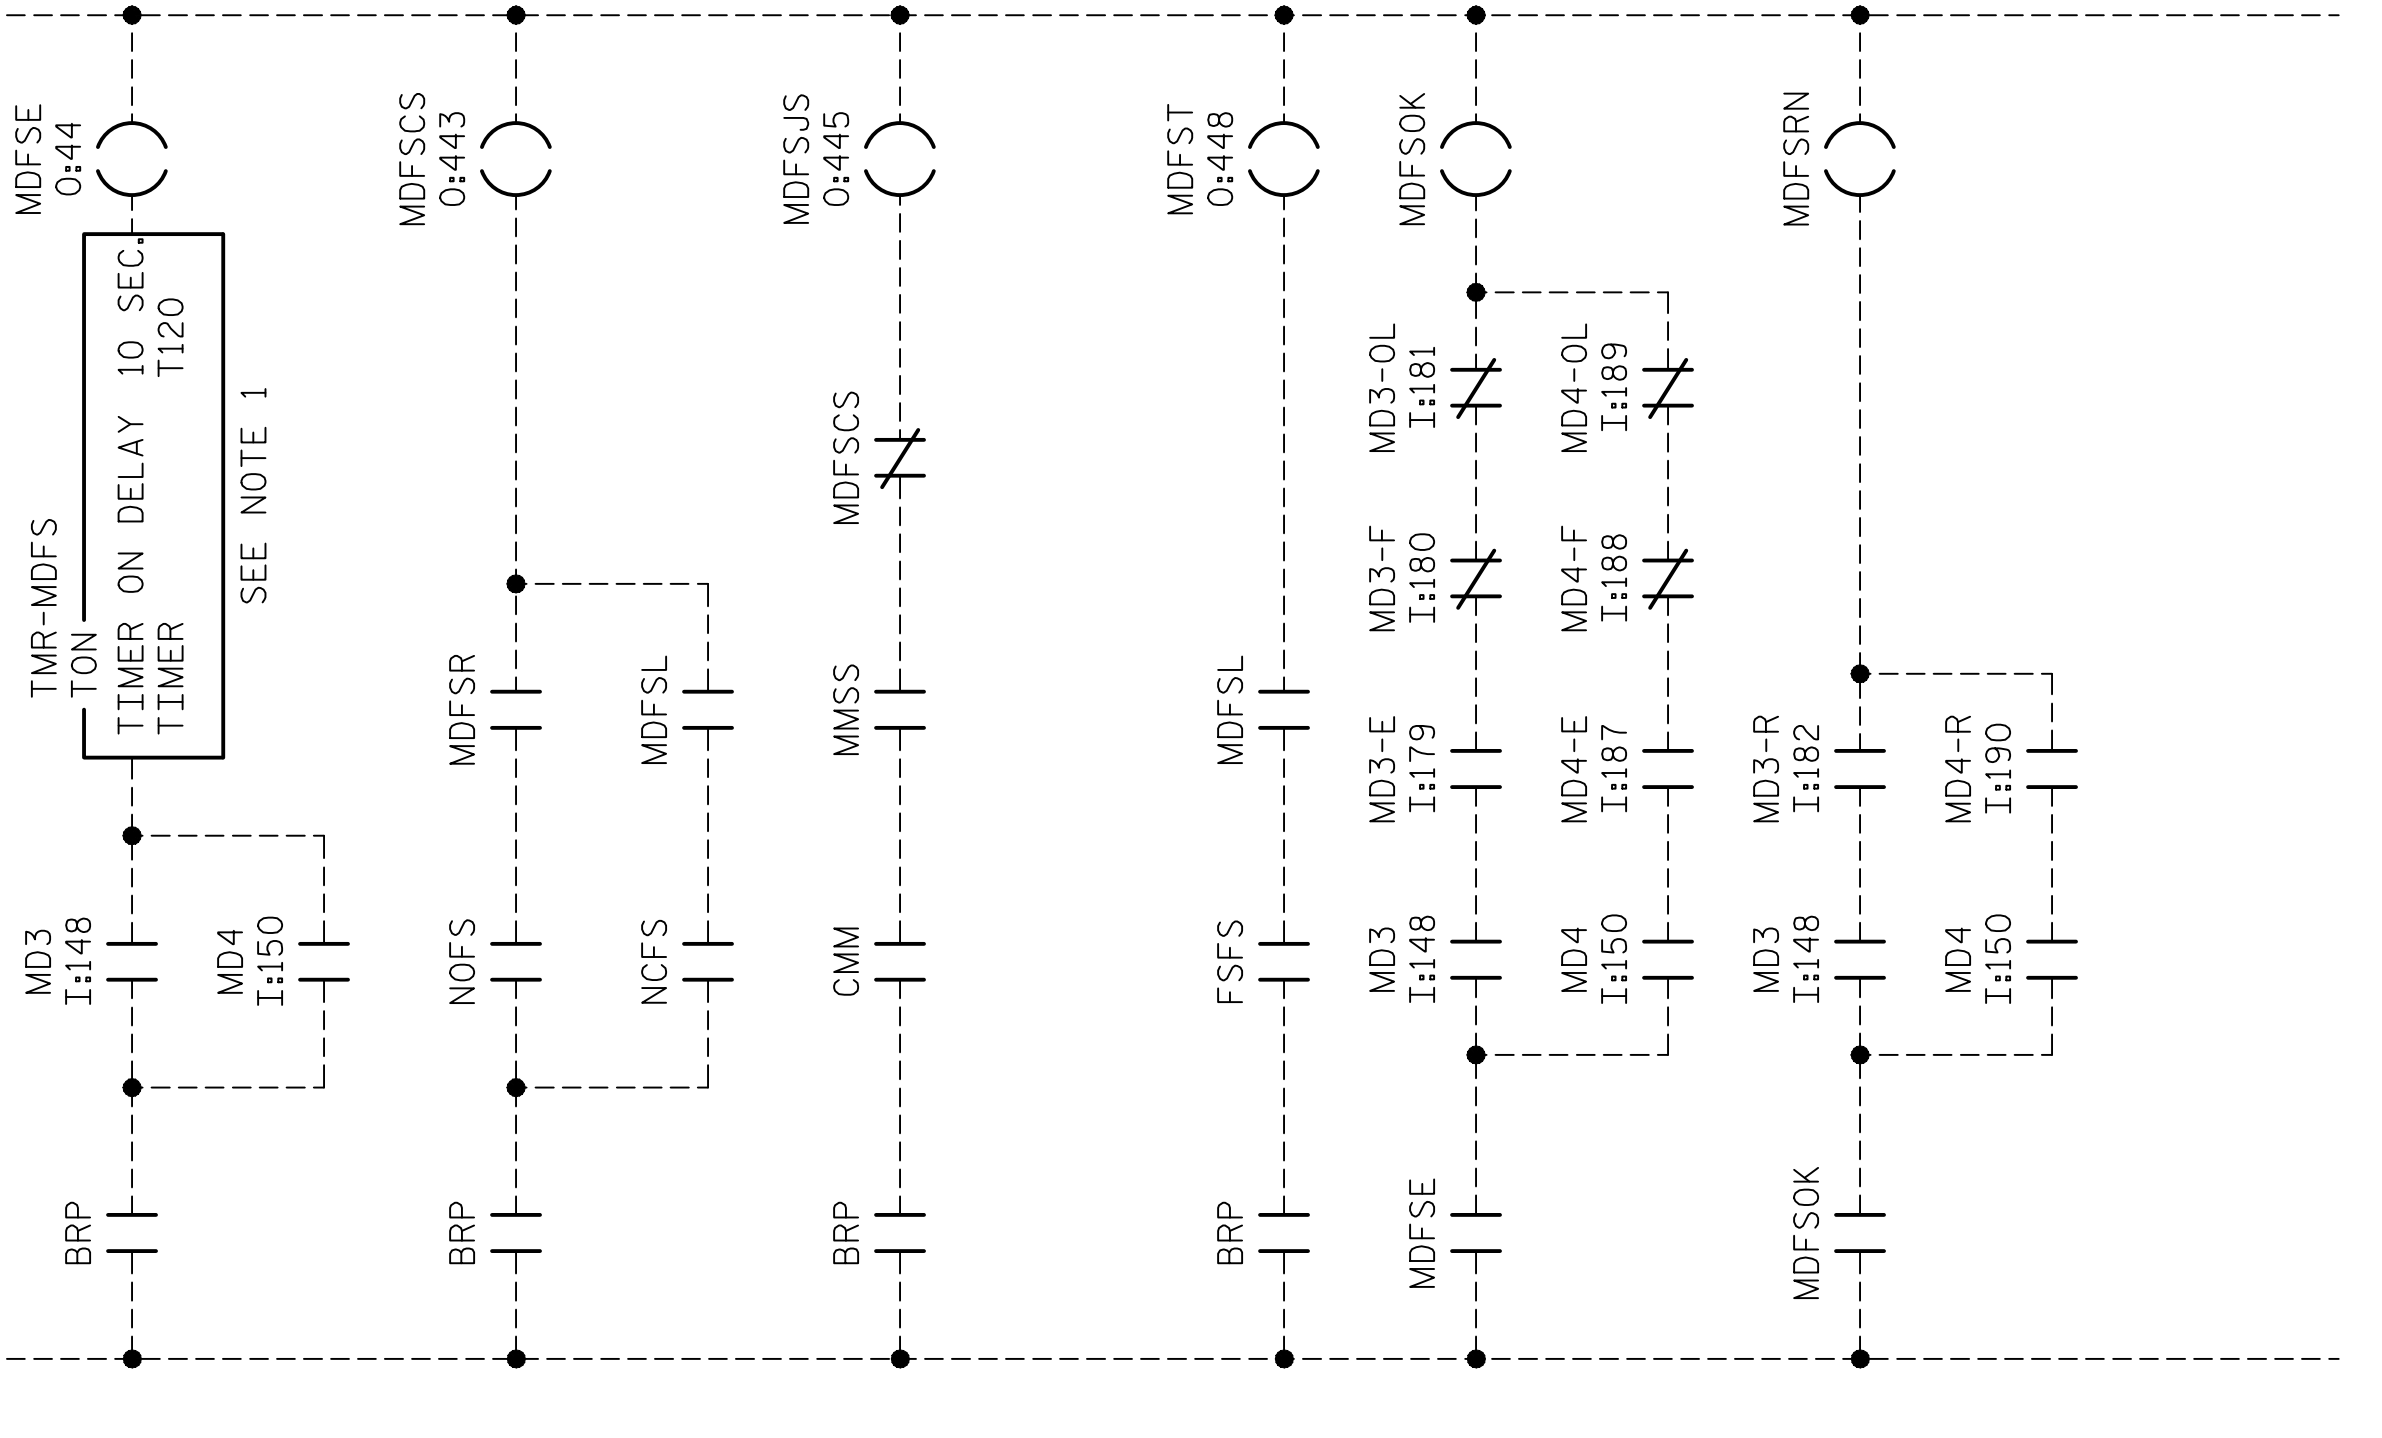 MDFSE
O:44
TMR-MDFS
TON
TIMER ON DELAY 10 SEC.
TIMER T120
SEE NOTE 1
MD3
I:148
MD4
I:150
BRP
MDFSCS
O:443
MDFSR
MDFSL
NOFS
NCFS
BRP
MDFSJS
O:445
MDFSCS
MMSS
CMM
BRP
MDFST
O:448
MDFSL
FSFS
BRP
MDFSOK
MD3-OL
I:181
MD4-OL
I:189
MD3-F
I:180
MD4-F
I:188
MD3-E
I:179
MD4-E
I:187
MD3
I:148
MD4
I:150
MDFSE
MDFSRN
MD3-R
I:182
MD4-R
I:190
MD3
I:148
MD4
I:150
MDFSOK